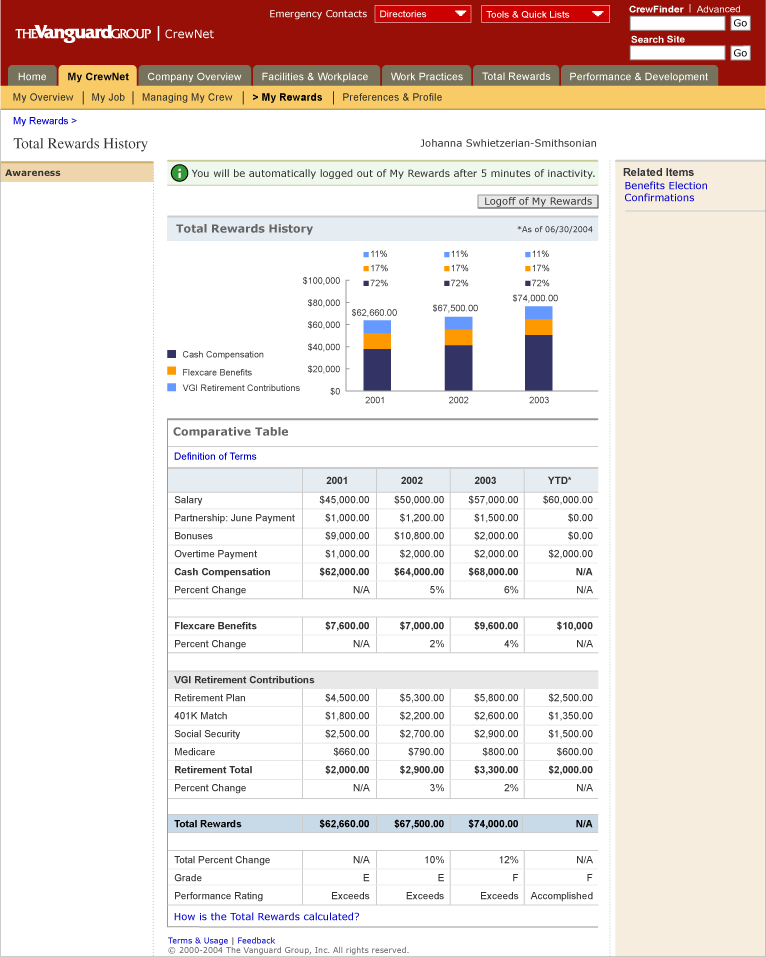 Emergency Contacts Directories Tools & Quick Lists CrewFinder | Advanced
Go
THEVanguardGROUP | CrewNet
Search Site
Go
Home My CrewNet Company Overview Facilities & Workplace Work Practices Total Rewards Performance & Development
My Overview | My Job | Managing My Crew | > My Rewards | Preferences & Profile
My Rewards >
Total Rewards History
Johanna Swhietzerian-Smithsonian
Awareness
You will be automatically logged out of My Rewards after 5 minutes of inactivity.
Logoff of My Rewards
Related Items
Benefits Election
Confirmations
Total Rewards History *As of 06/30/2004
11% 11% 11%
17% 17% 17%
72% 72% 72%
$100,000
$80,000
$60,000
$40,000
$20,000
$0
$62,660.00 $67,500.00 $74,000.00
2001 2002 2003
Cash Compensation
Flexcare Benefits
VGI Retirement Contributions
Comparative Table
Definition of Terms
2001 2002 2003 YTD*
Salary $45,000.00 $50,000.00 $57,000.00 $60,000.00
Partnership: June Payment $1,000.00 $1,200.00 $1,500.00 $0.00
Bonuses $9,000.00 $10,800.00 $2,000.00 $0.00
Overtime Payment $1,000.00 $2,000.00 $2,000.00 $2,000.00
Cash Compensation $62,000.00 $64,000.00 $68,000.00 N/A
Percent Change N/A 5% 6% N/A
Flexcare Benefits $7,600.00 $7,000.00 $9,600.00 $10,000
Percent Change N/A 2% 4% N/A
VGI Retirement Contributions
Retirement Plan $4,500.00 $5,300.00 $5,800.00 $2,500.00
401K Match $1,800.00 $2,200.00 $2,600.00 $1,350.00
Social Security $2,500.00 $2,700.00 $2,900.00 $1,500.00
Medicare $660.00 $790.00 $800.00 $600.00
Retirement Total $2,000.00 $2,900.00 $3,300.00 $2,000.00
Percent Change N/A 3% 2% N/A
Total Rewards $62,660.00 $67,500.00 $74,000.00 N/A
Total Percent Change N/A 10% 12% N/A
Grade E E F F
Performance Rating Exceeds Exceeds Exceeds Accomplished
How is the Total Rewards calculated?
Terms & Usage | Feedback
© 2000-2004 The Vanguard Group, Inc. All rights reserved.